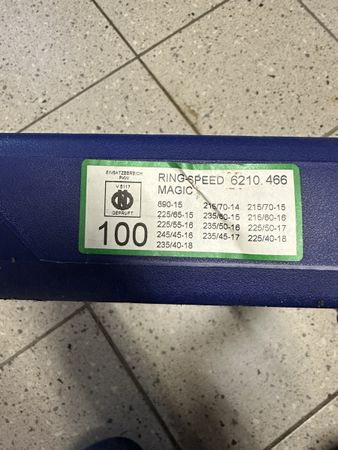 EINSATZBEREICH
PKW
V 5117
GEPRÜFT
100
RING-SPEED 6210.466
MAGIC
690-15 215/70-14 215/70-15
225/65-15 235/60-15 215/60-16
225/55-16 235/50-16 225/50-17
245/45-16 235/45-17 225/40-18
235/40-18